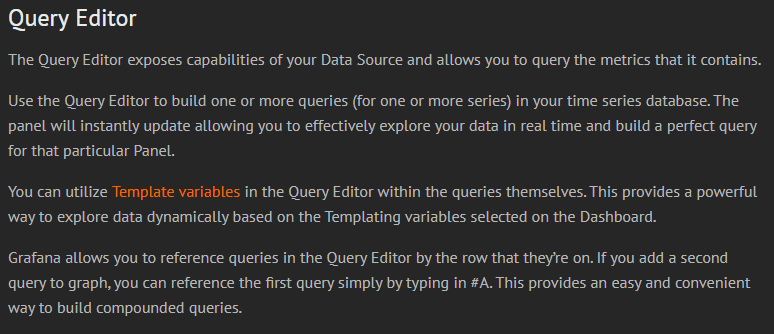 Query Editor
The Query Editor exposes capabilities of your Data Source and allows you to query the metrics that it contains.
Use the Query Editor to build one or more queries (for one or more series) in your time series database. The
panel will instantly update allowing you to effectively explore your data in real time and build a perfect query
for that particular Panel.
You can utilize Template variables in the Query Editor within the queries themselves. This provides a powerful
way to explore data dynamically based on the Templating variables selected on the Dashboard.
Grafana allows you to reference queries in the Query Editor by the row that they’re on. If you add a second
query to graph, you can reference the first query simply by typing in #A. This provides an easy and convenient
way to build compounded queries.